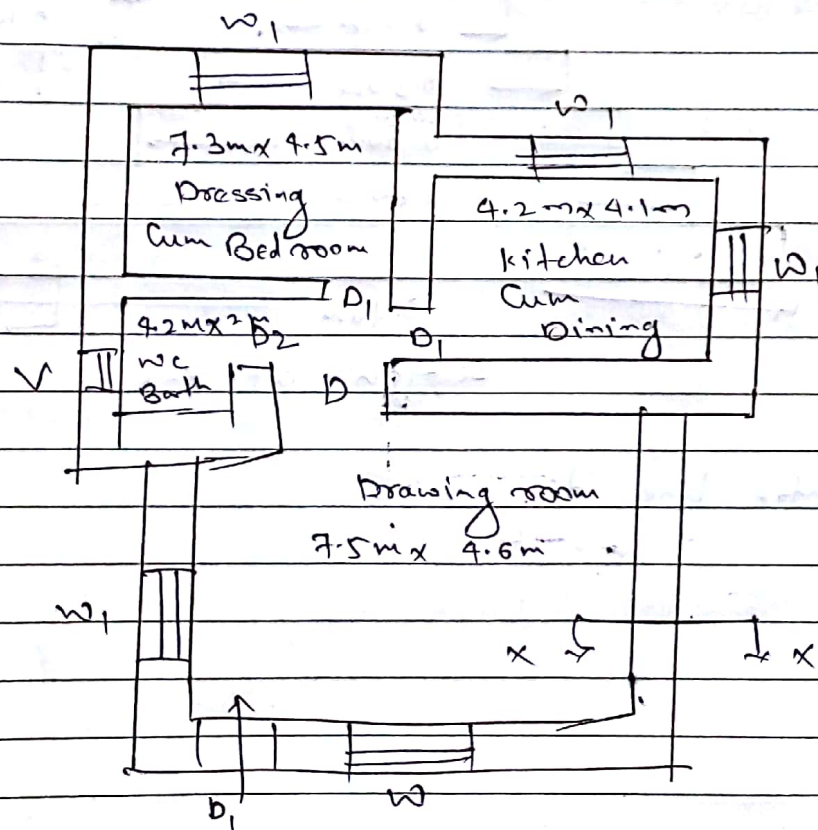 W.1
7.3m x 4.5m
Dressing
Cum Bedroom
W1
4.2m x 4.1m
kitchen
Cum
Dining
W1
D1
D1
4.2m x 2m
D2
WC
Bath
V
D
Drawing room
7.5m x 4.6m
W1
X X
D1
W